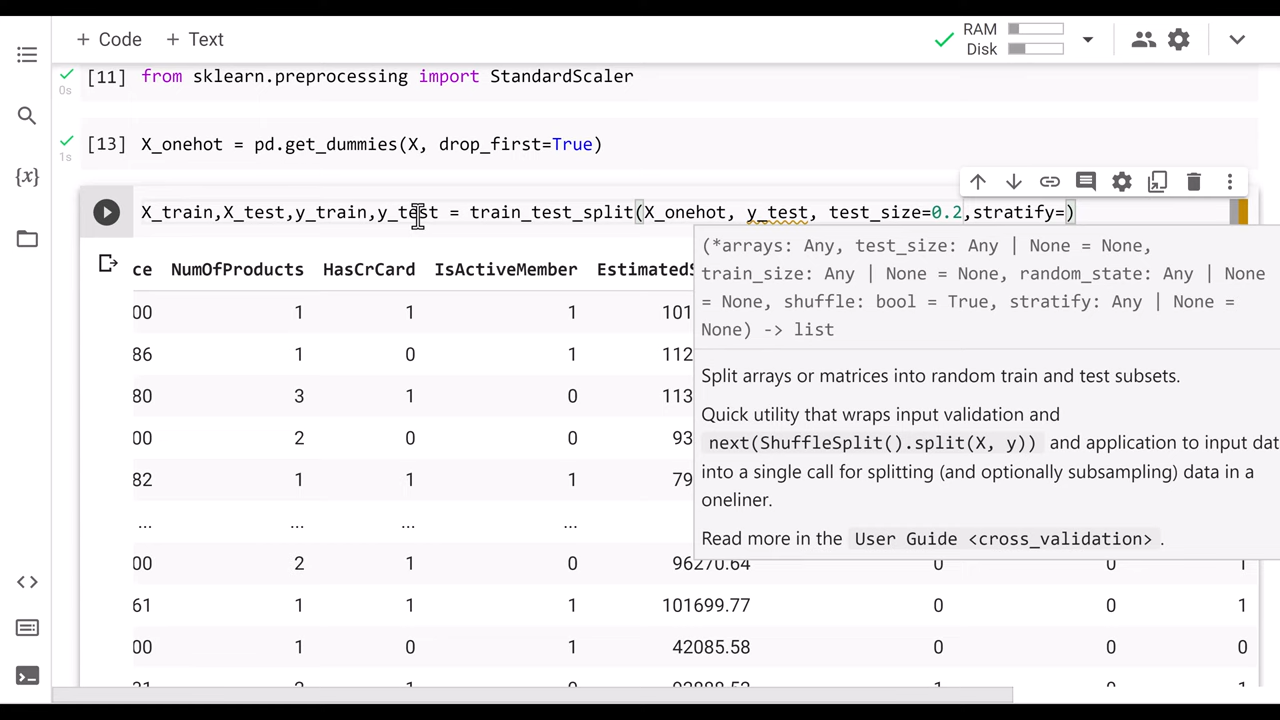 + Code + Text
RAM
Disk
[11] from sklearn.preprocessing import StandardScaler
0s
[13] X_onehot = pd.get_dummies(X, drop_first=True)
1s
X_train,X_test,y_train,y_test = train_test_split(X_onehot, y_test, test_size=0.2,stratify=)
(*arrays: Any, test_size: Any | None = None,
train_size: Any | None = None, random_state: Any | None
= None, shuffle: bool = True, stratify: Any | None =
None) -> list
Split arrays or matrices into random train and test subsets.
Quick utility that wraps input validation and
next(ShuffleSplit().split(X, y)) and application to input dat
into a single call for splitting (and optionally subsampling) data in a
oneliner.
Read more in the User Guide <cross_validation> .
ce NumOfProducts HasCrCard IsActiveMember EstimatedS
00 1 1 1 101
86 1 0 1 112
80 3 1 0 113
00 2 0 0 93
82 1 1 1 79
... ... ... ...
00 2 1 0 96270.64 0 0 1
61 1 1 1 101699.77 0 0 1
00 1 0 1 42085.58 0 0 0